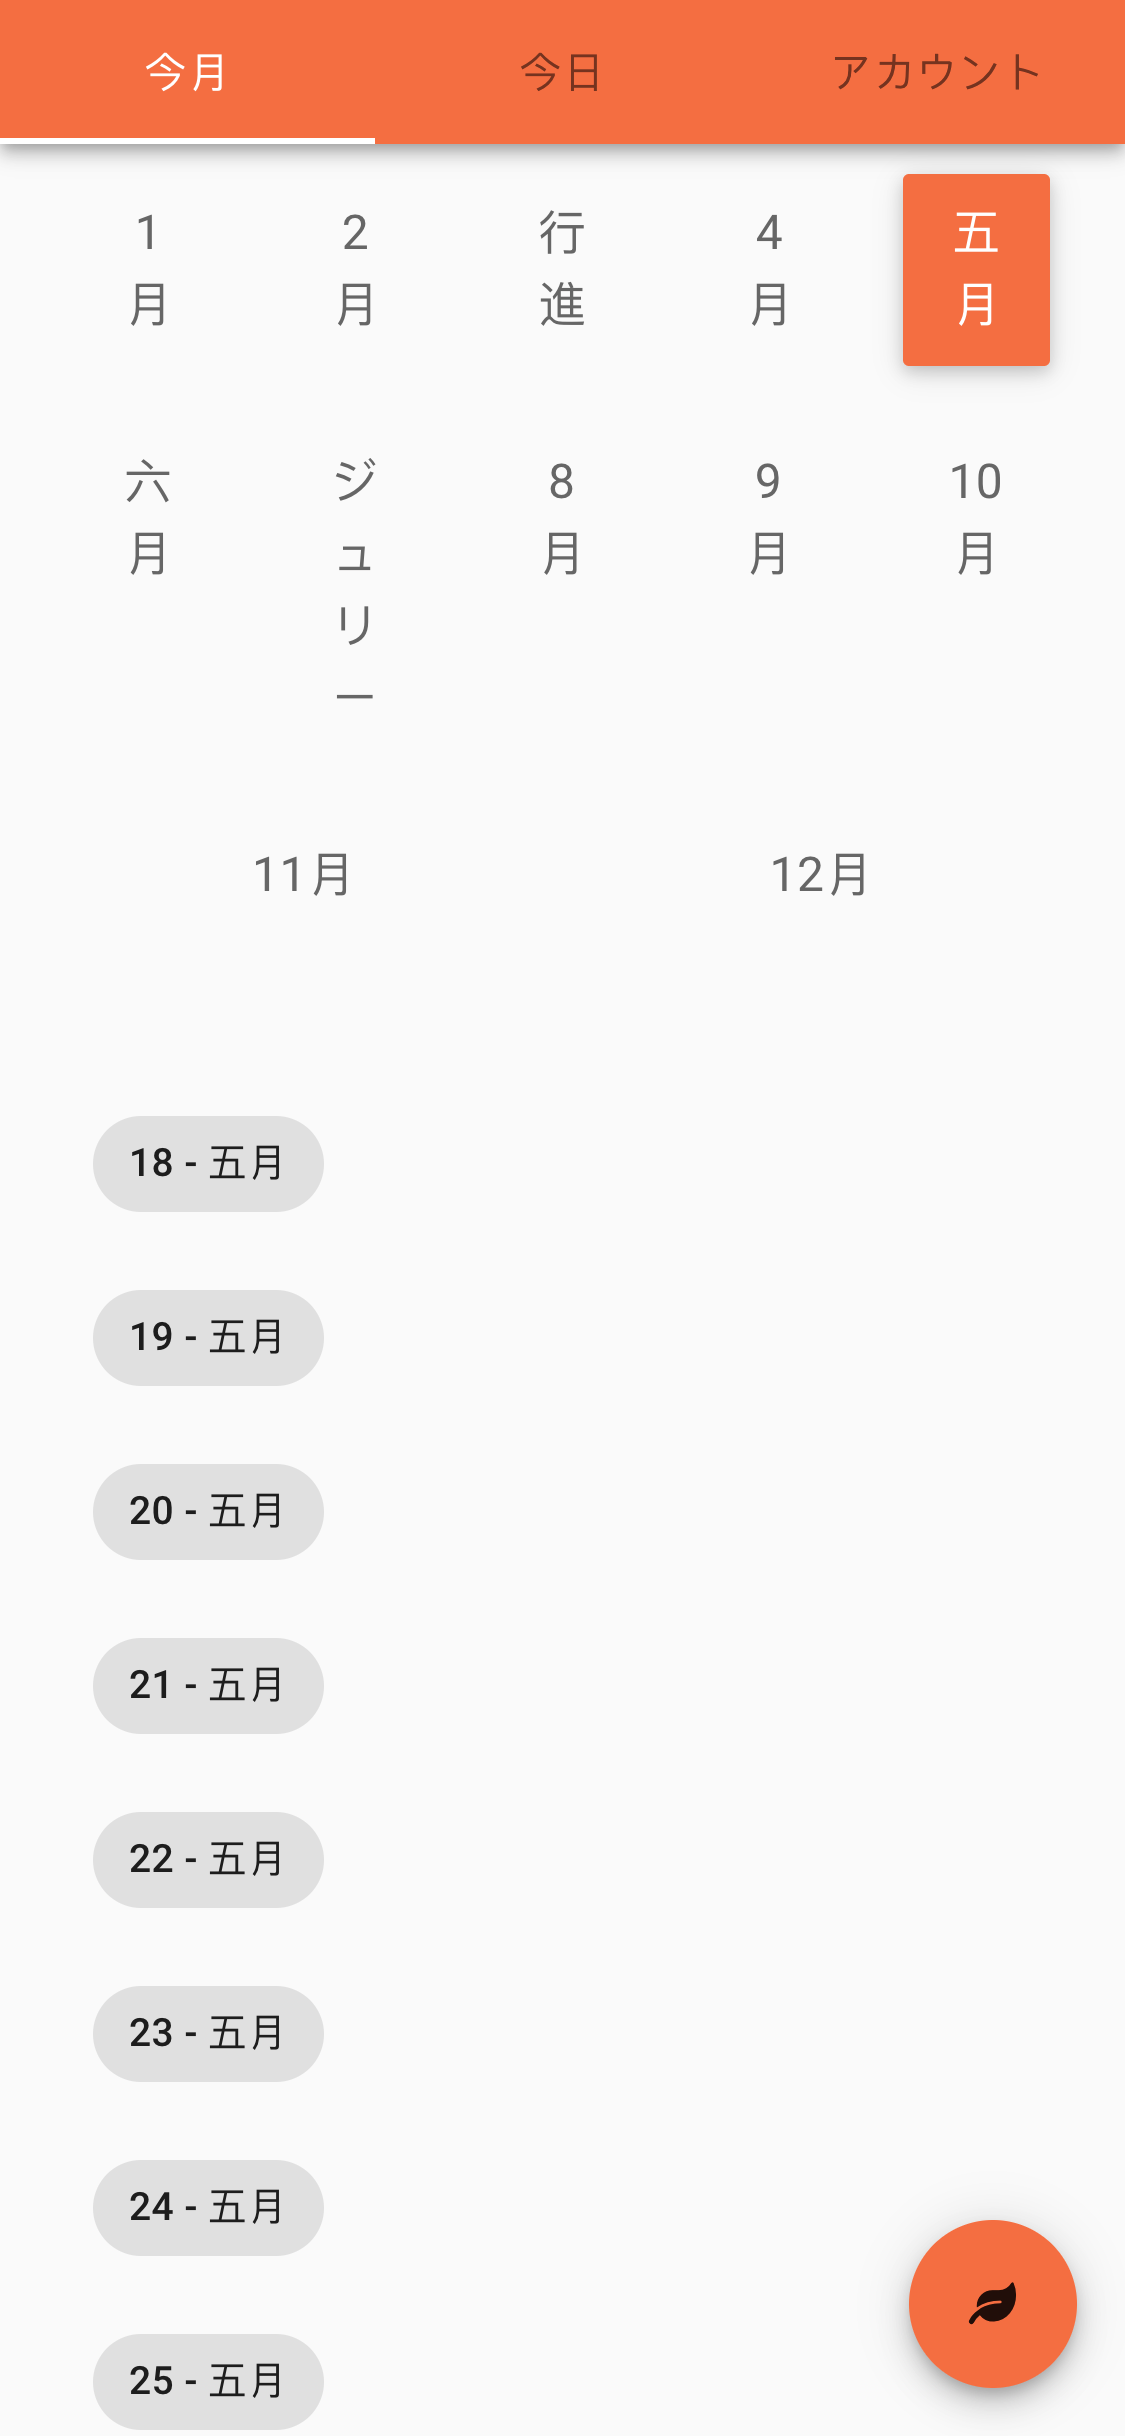 今月
今日
アカウント
1
月
2
月
行
進
4
月
五
月
六
月
ジ
ュ
リ
ー
8
月
9
月
10
月
11月
12月
18 - 五月
19 - 五月
20 - 五月
21 - 五月
22 - 五月
23 - 五月
24 - 五月
25 - 五月